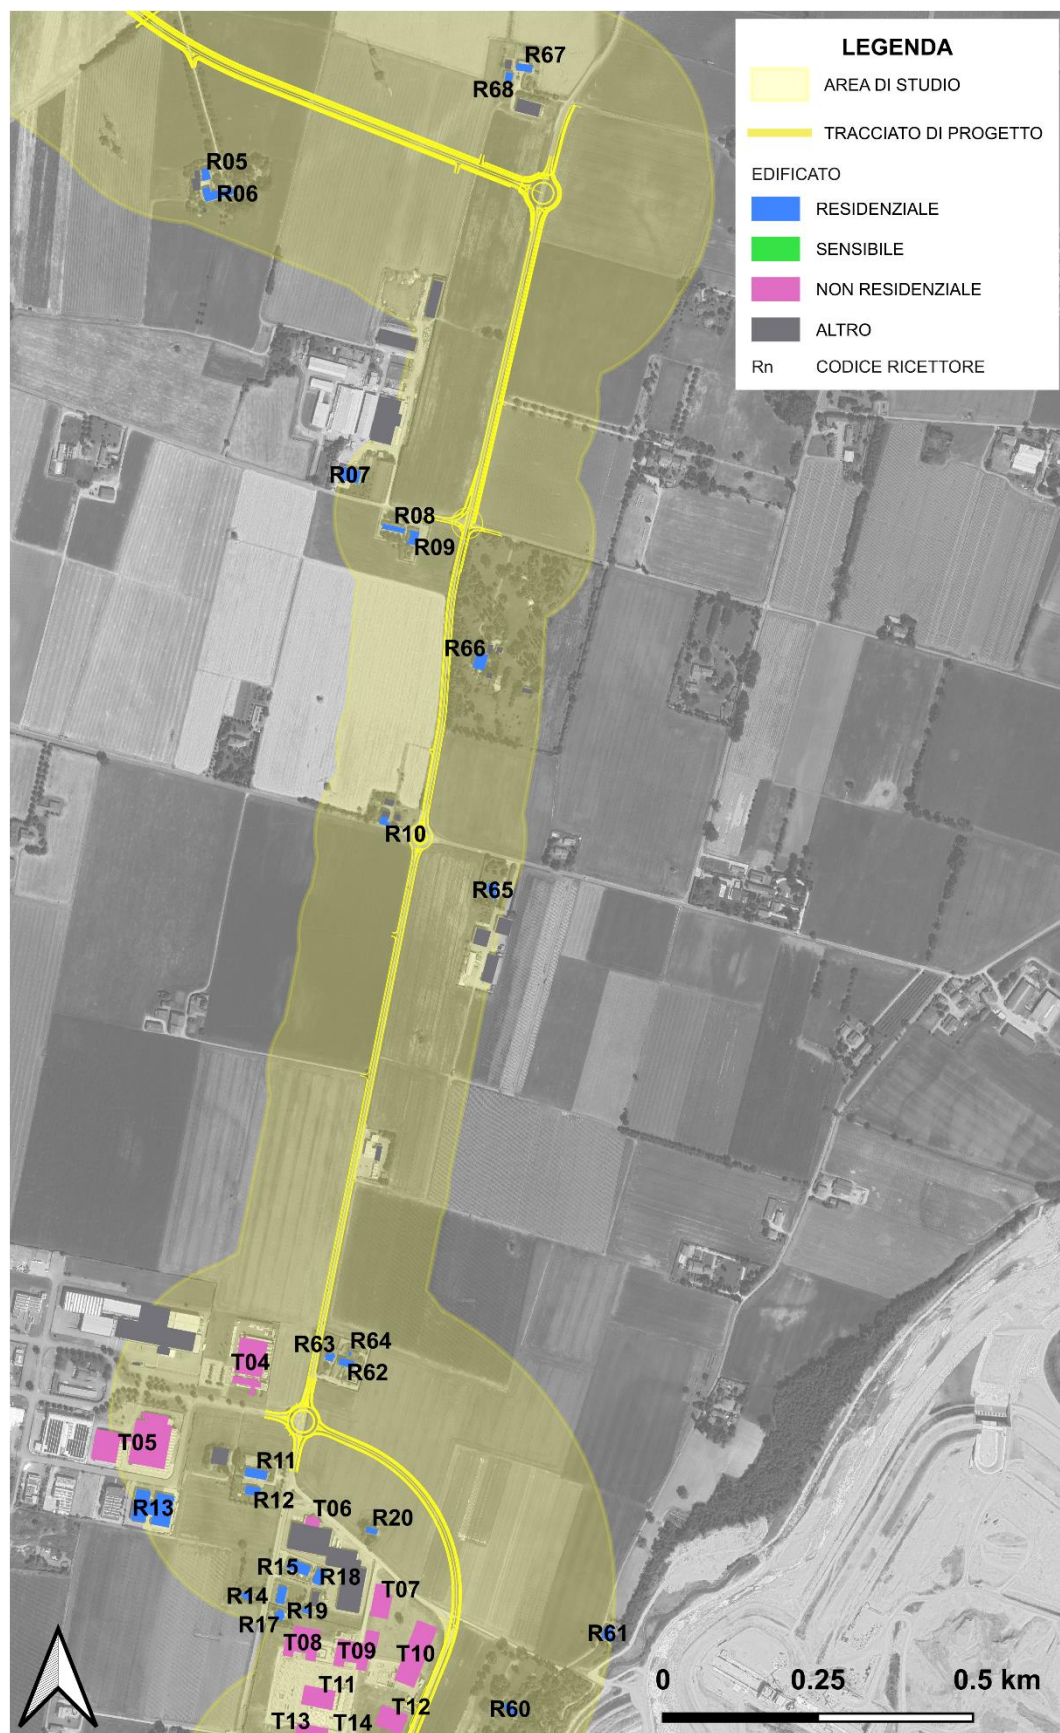 LEGENDA
AREA DI STUDIO
TRACCIATO DI PROGETTO
EDIFICATO
RESIDENZIALE
SENSIBILE
NON RESIDENZIALE
ALTRO
Rn CODICE RICETTORE
R67
R68
R05
R06
R07
R08
R09
R66
R10
R65
R63
R64
R62
T04
T05
R11
R12
R13
T06
R20
R15
R18
R14
R17
R19
T07
T08
T09
T10
R61
T11
T12
R60
T13
T14
0 0.25 0.5 km